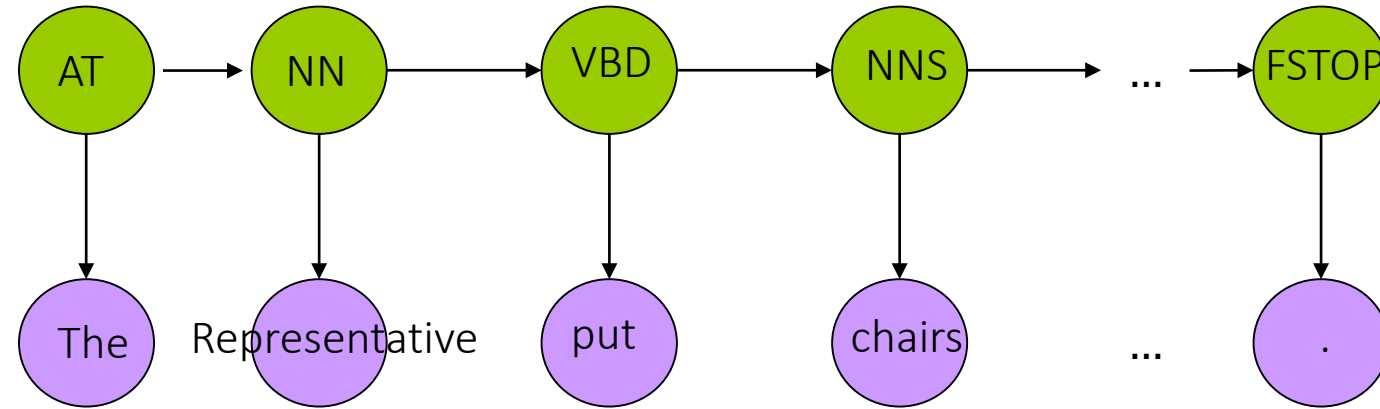 AT NN VBD NNS ... FSTOP
The Representative put chairs ... .